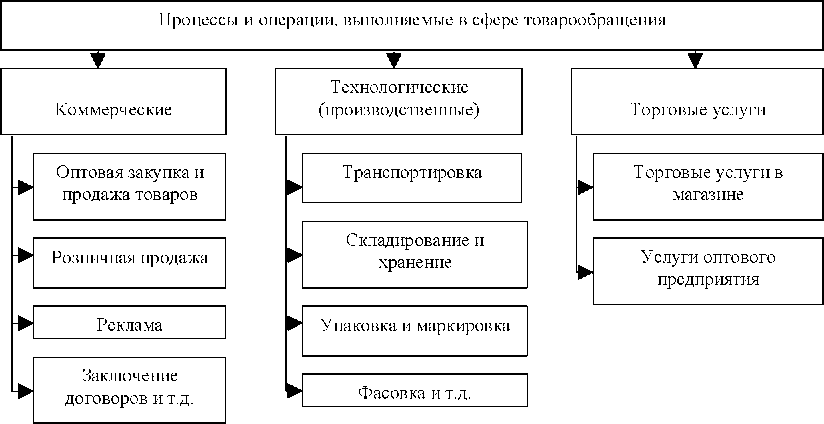 Процессы и операции, выполняемые в сфере товарообращения
Коммерческие
Оптовая закупка и
продажа товаров
Розничная продажа
Реклама
Заключение
договоров и т.д.
Технологические
(производственные)
Транспортировка
Складирование и
хранение
Упаковка и маркировка
Фасовка и т.д.
Торговые услуги
Торговые услуги в
магазине
Услуги оптового
предприятия